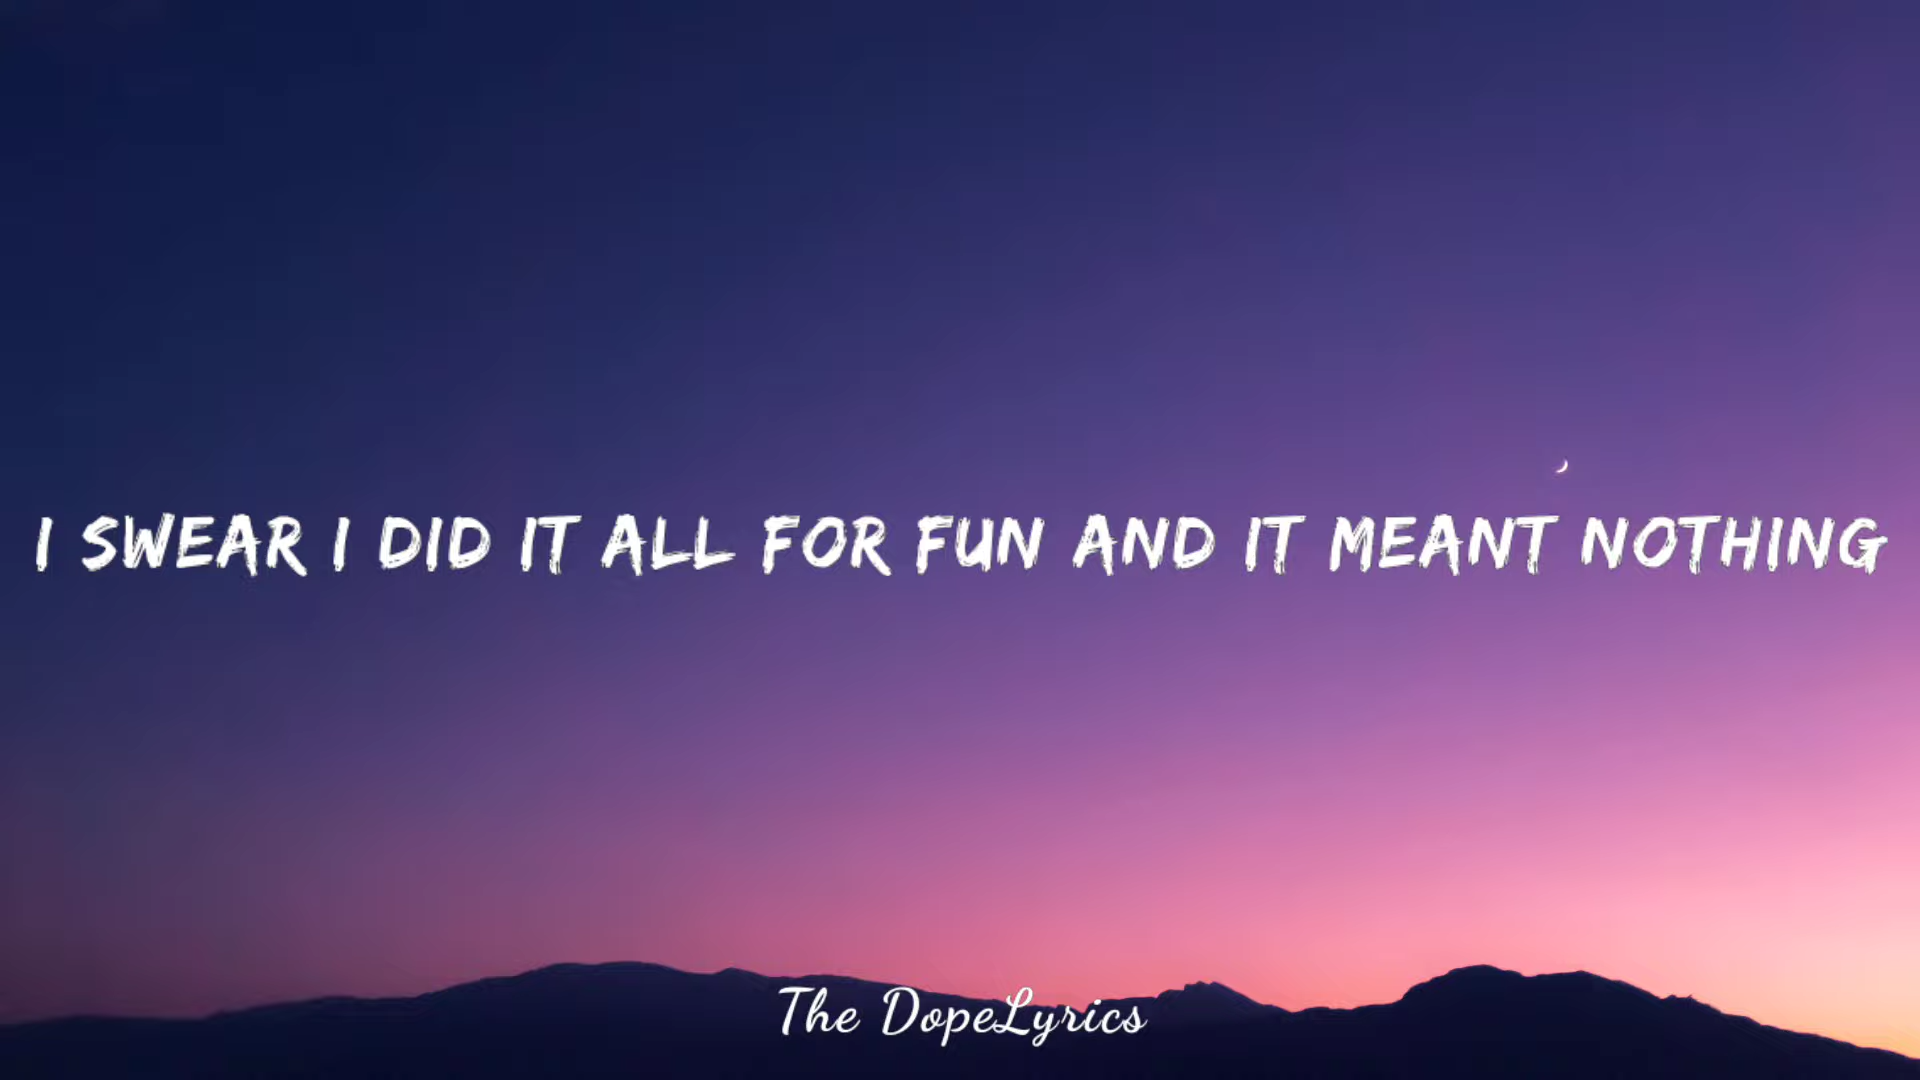 I SWEAR I DID IT ALL FOR FUN AND IT MEANT NOTHING
The DopeLyrics